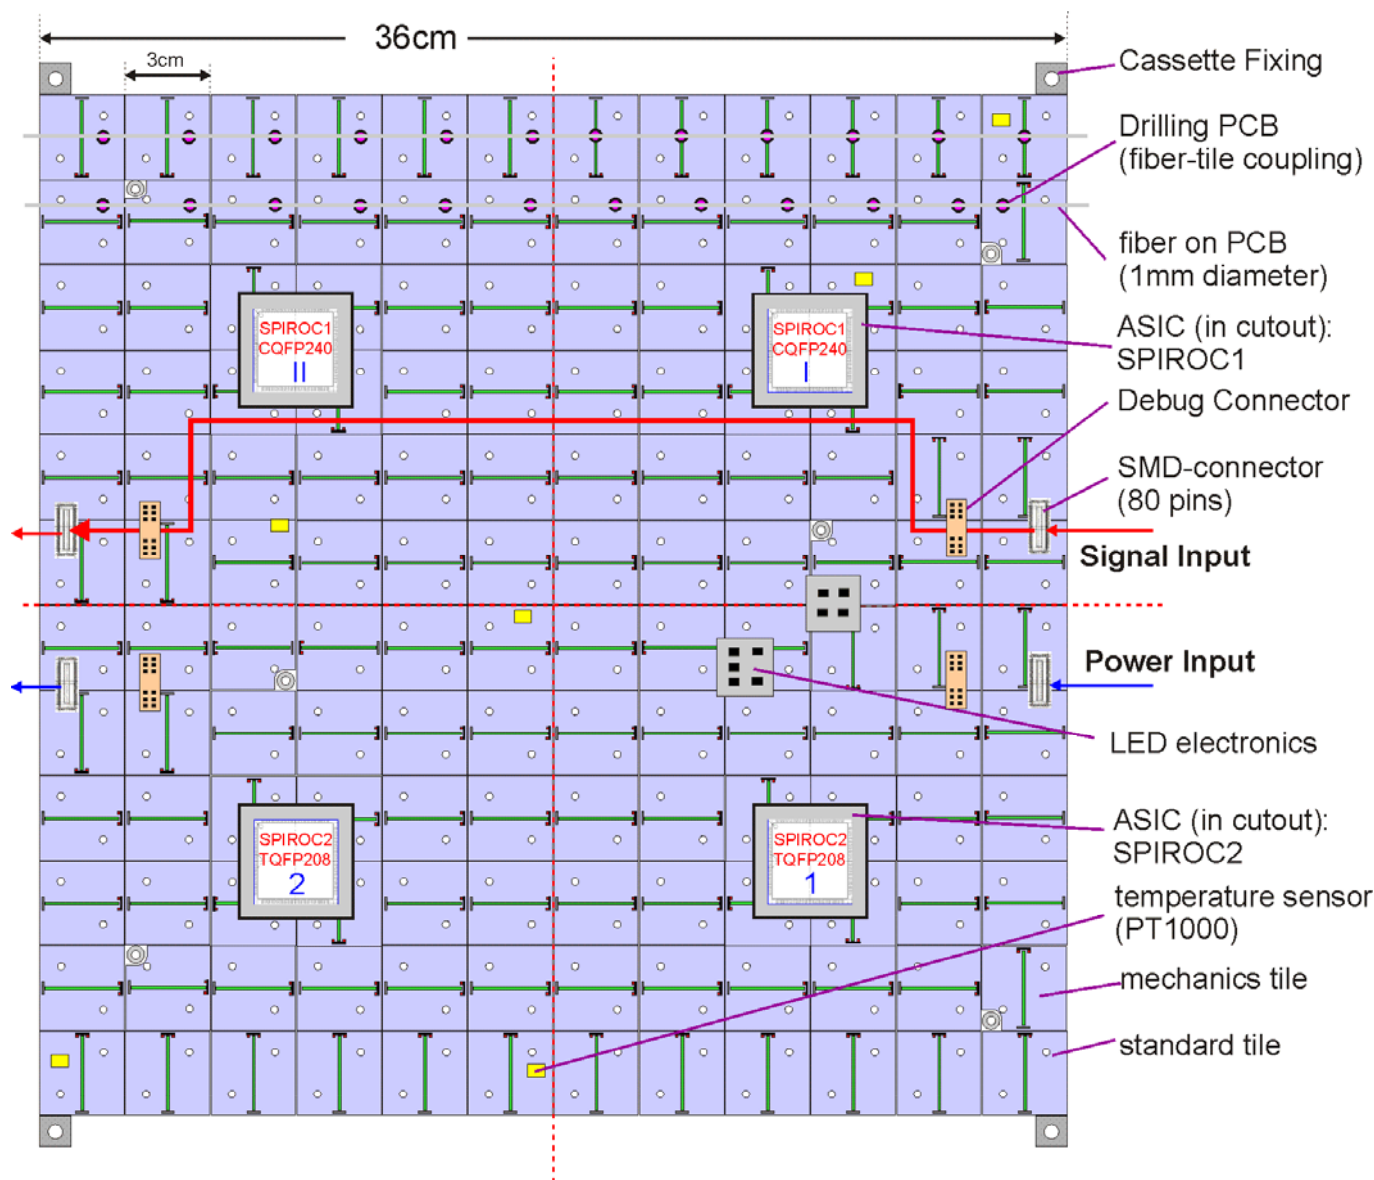 36cm
3cm
Cassette Fixing
Drilling PCB
(fiber-tile coupling)
fiber on PCB
(1mm diameter)
ASIC (in cutout):
SPIROC1
SPIROC1
CQFP240
II
SPIROC1
CQFP240
I
Debug Connector
SMD-connector
(80 pins)
Signal Input
Power Input
LED electronics
ASIC (in cutout):
SPIROC2
SPIROC2
TQFP208
2
SPIROC2
TQFP208
1
temperature sensor
(PT1000)
mechanics tile
standard tile